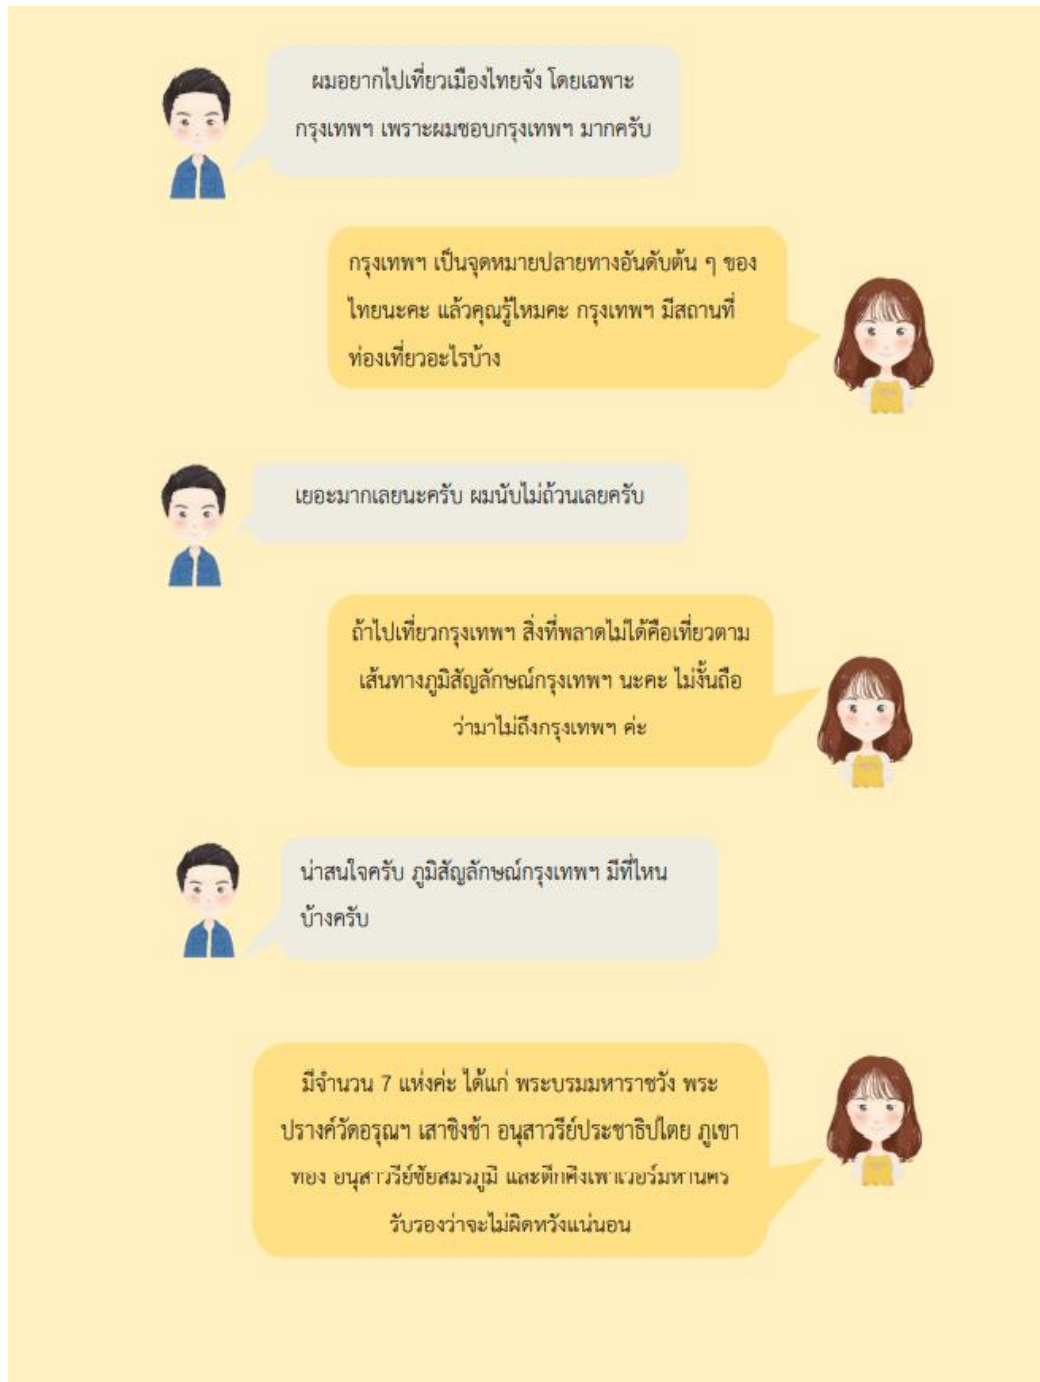 ผมอยากไปเที่ยวเมืองไทยจัง โดยเฉพาะ
กรุงเทพฯ เพราะผมชอบกรุงเทพฯ มากครับ
กรุงเทพฯ เป็นจุดหมายปลายทางอันดับต้น ๆ ของ
ไทยนะคะ แล้วคุณรู้ไหมคะ กรุงเทพฯ มีสถานที่
ท่องเที่ยวอะไรบ้าง
เยอะมากเลยนะครับ ผมนับไม่ถ้วนเลยครับ
ถ้าไปเที่ยวกรุงเทพฯ สิ่งที่พลาดไม่ได้คือเที่ยวตาม
เส้นทางภูมิสัญลักษณ์กรุงเทพฯ นะคะ ไม่งั้นถือ
ว่ามาไม่ถึงกรุงเทพฯ ค่ะ
น่าสนใจครับ ภูมิสัญลักษณ์กรุงเทพฯ มีที่ไหน
บ้างครับ
มีจำนวน 7 แห่งค่ะ ได้แก่ พระบรมมหาราชวัง พระ
ปรางค์วัดอรุณฯ เสาชิงช้า อนุสาวรีย์ประชาธิปไตย ภูเขา
ทอง อนุสาวรีย์ชัยสมรภูมิ และตึกคิงเพาเวอร์มหานคร
รับรองว่าจะไม่ผิดหวังแน่นอน